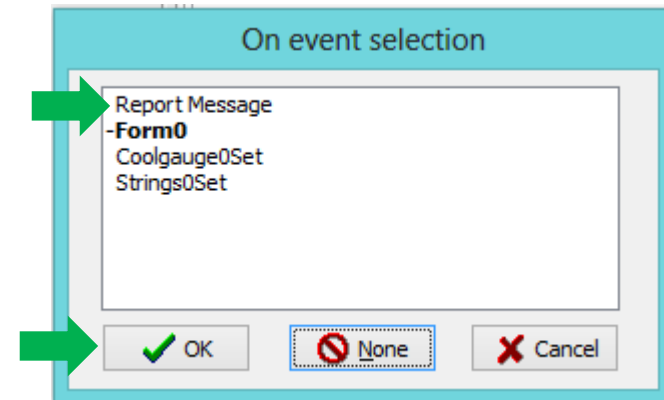 On event selection
Report Message
-Form0
Coolgauge0Set
Strings0Set
OK
None
Cancel